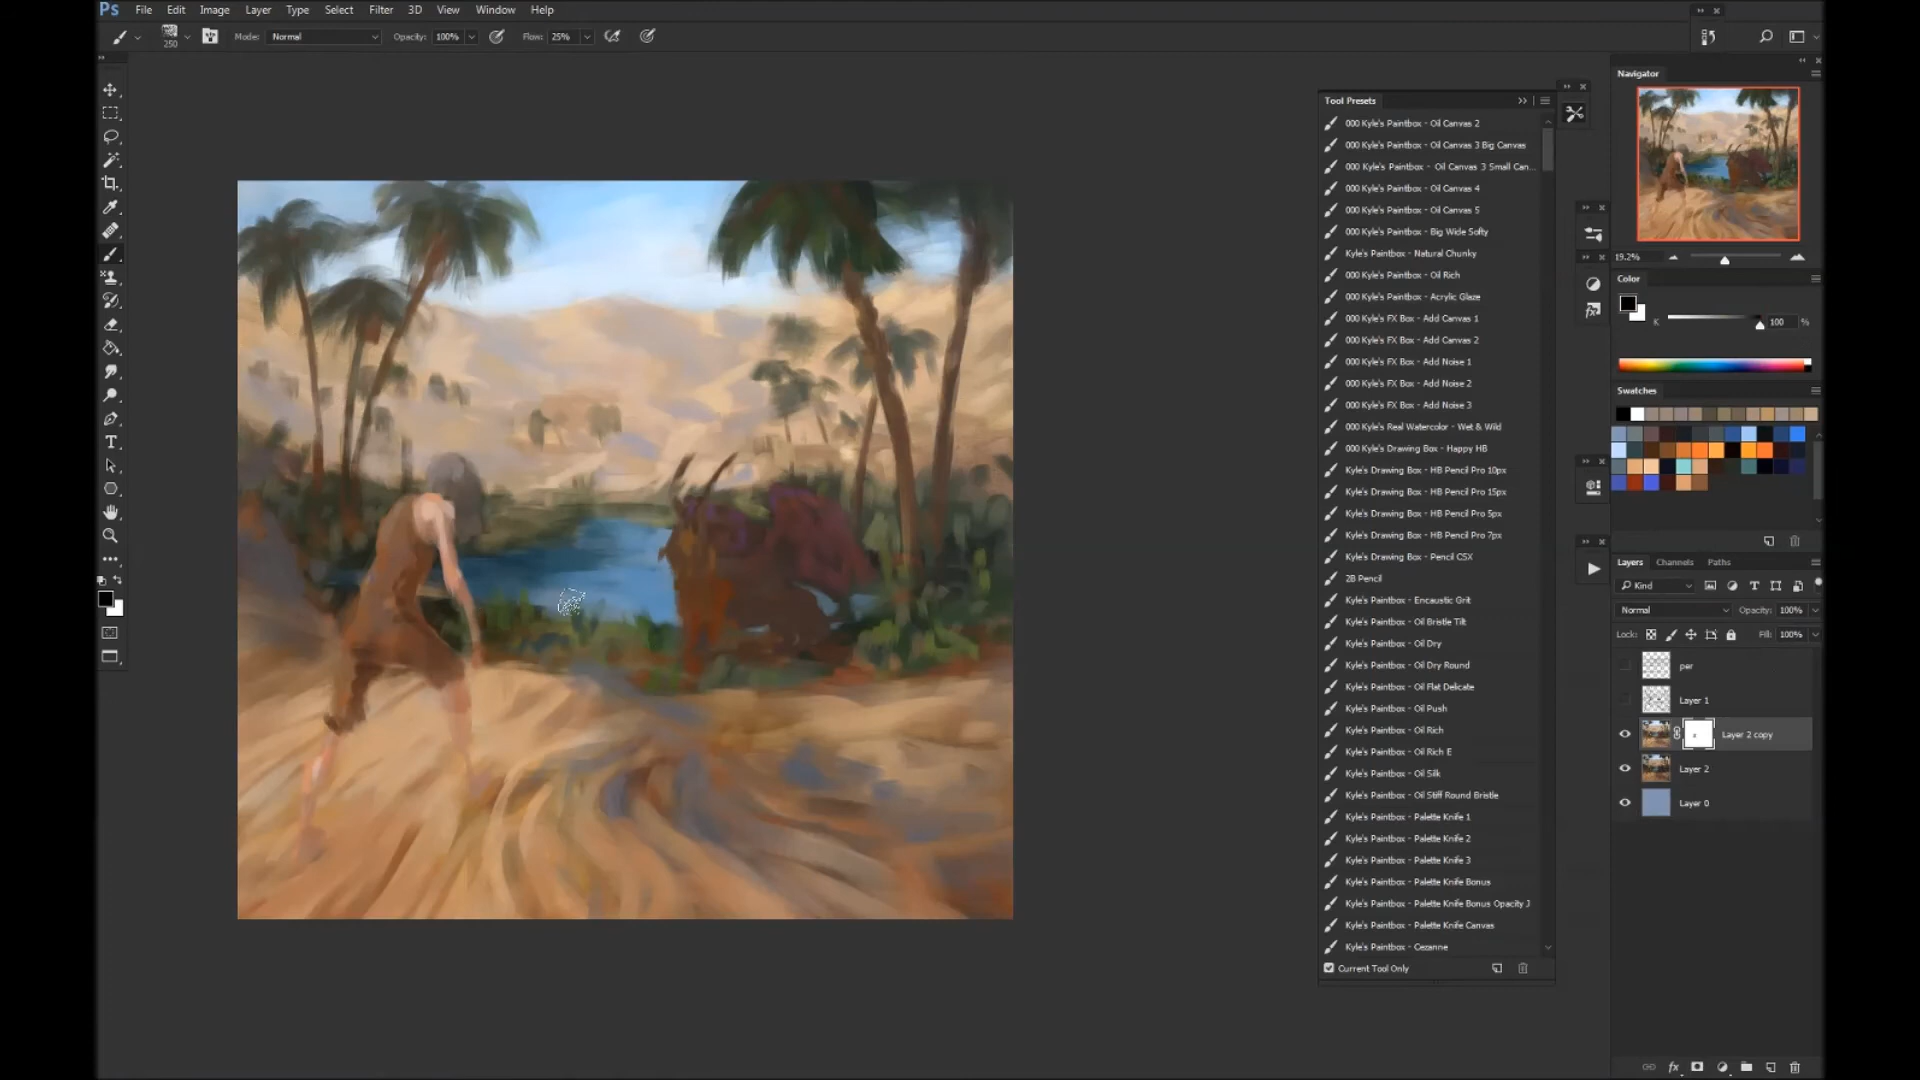 Ps File Edit Image Layer Type Select Filter 3D View Window Help
250 Mode: Normal Opacity: 100% Flow: 25%
Tool Presets
000 Kyle's Paintbox - Oil Canvas 2
000 Kyle's Paintbox - Oil Canvas 3 Big Canvas
000 Kyle's Paintbox - Oil Canvas 3 Small Can...
000 Kyle's Paintbox - Oil Canvas 4
000 Kyle's Paintbox - Oil Canvas 5
000 Kyle's Paintbox - Big Wide Softy
Kyle's Paintbox - Natural Chunky
000 Kyle's Paintbox - Oil Rich
000 Kyle's Paintbox - Acrylic Glaze
000 Kyle's FX Box - Add Canvas 1
000 Kyle's FX Box - Add Canvas 2
000 Kyle's FX Box - Add Noise 1
000 Kyle's FX Box - Add Noise 2
000 Kyle's FX Box - Add Noise 3
000 Kyle's Real Watercolor - Wet & Wild
000 Kyle's Drawing Box - Happy HB
Kyle's Drawing Box - HB Pencil Pro 10px
Kyle's Drawing Box - HB Pencil Pro 15px
Kyle's Drawing Box - HB Pencil Pro 5px
Kyle's Drawing Box - HB Pencil Pro 7px
Kyle's Drawing Box - Pencil CSX
2B Pencil
Kyle's Paintbox - Encaustic Grit
Kyle's Paintbox - Oil Bristle Tilt
Kyle's Paintbox - Oil Dry
Kyle's Paintbox - Oil Dry Round
Kyle's Paintbox - Oil Flat Delicate
Kyle's Paintbox - Oil Push
Kyle's Paintbox - Oil Rich
Kyle's Paintbox - Oil Rich E
Kyle's Paintbox - Oil Silk
Kyle's Paintbox - Oil Stiff Round Bristle
Kyle's Paintbox - Palette Knife 1
Kyle's Paintbox - Palette Knife 2
Kyle's Paintbox - Palette Knife 3
Kyle's Paintbox - Palette Knife Bonus
Kyle's Paintbox - Palette Knife Bonus Opacity J
Kyle's Paintbox - Palette Knife Canvas
Kyle's Paintbox - Cezanne
Current Tool Only
Navigator
19.2%
Color
K 100 %
Swatches
Layers Channels Paths
Kind
Normal Opacity: 100%
Lock: Fill: 100%
per
Layer 1
Layer 2 copy
Layer 2
Layer 0
fx